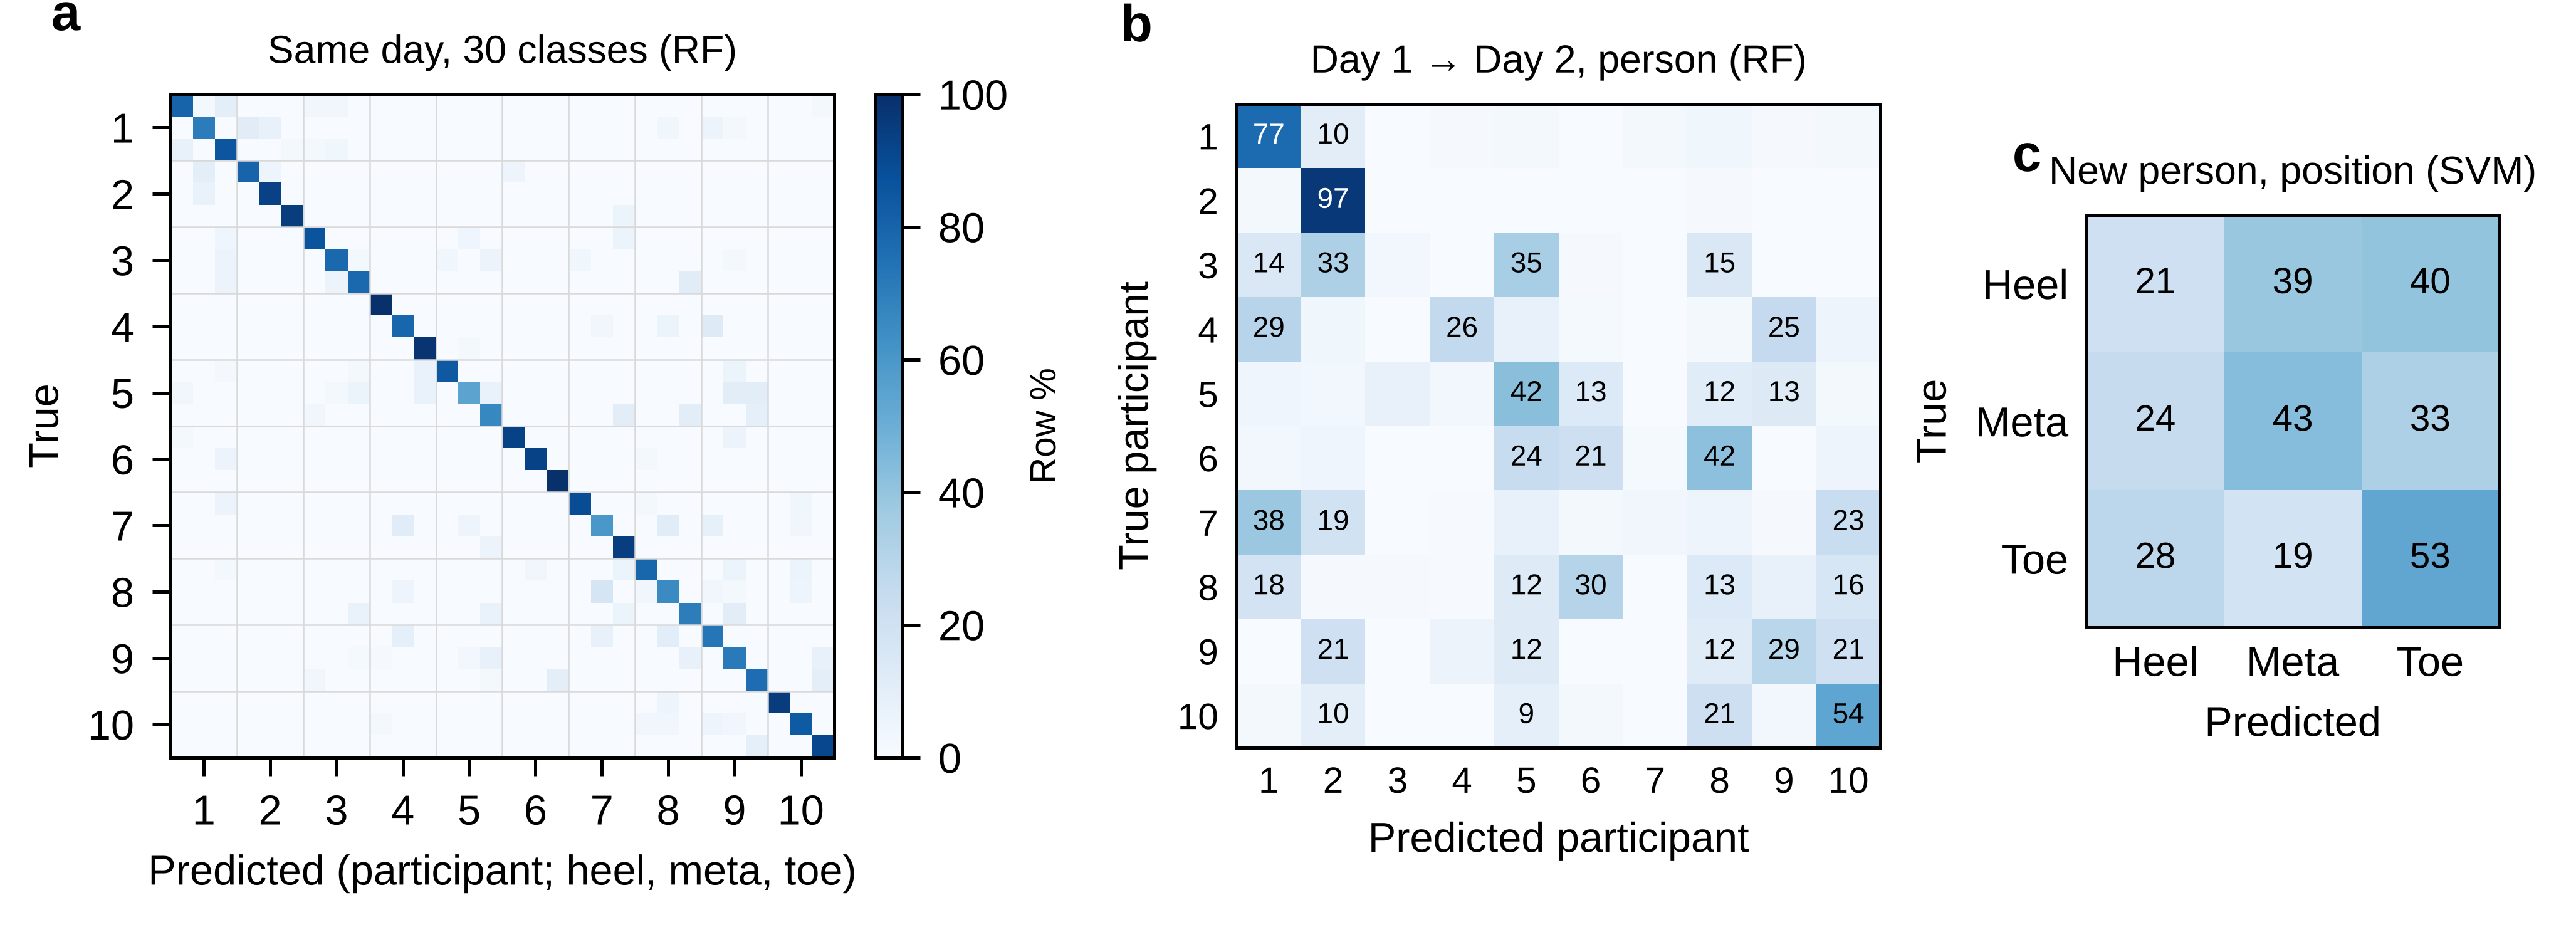 a
Same day, 30 classes (RF)
True
1
2
3
4
5
6
7
8
9
10
1 2 3 4 5 6 7 8 9 10
Predicted (participant; heel, meta, toe)
100
80
60
40
20
0
Row %
b
Day 1 → Day 2, person (RF)
True participant
1 77 10
2 97
3 14 33 35 15
4 29 26 25
5 42 13 12 13
6 24 21 42
7 38 19 23
8 18 12 30 13 16
9 21 12 12 29 21
10 10 9 21 54
1 2 3 4 5 6 7 8 9 10
Predicted participant
c
New person, position (SVM)
True
Heel 21 39 40
Meta 24 43 33
Toe 28 19 53
Heel Meta Toe
Predicted